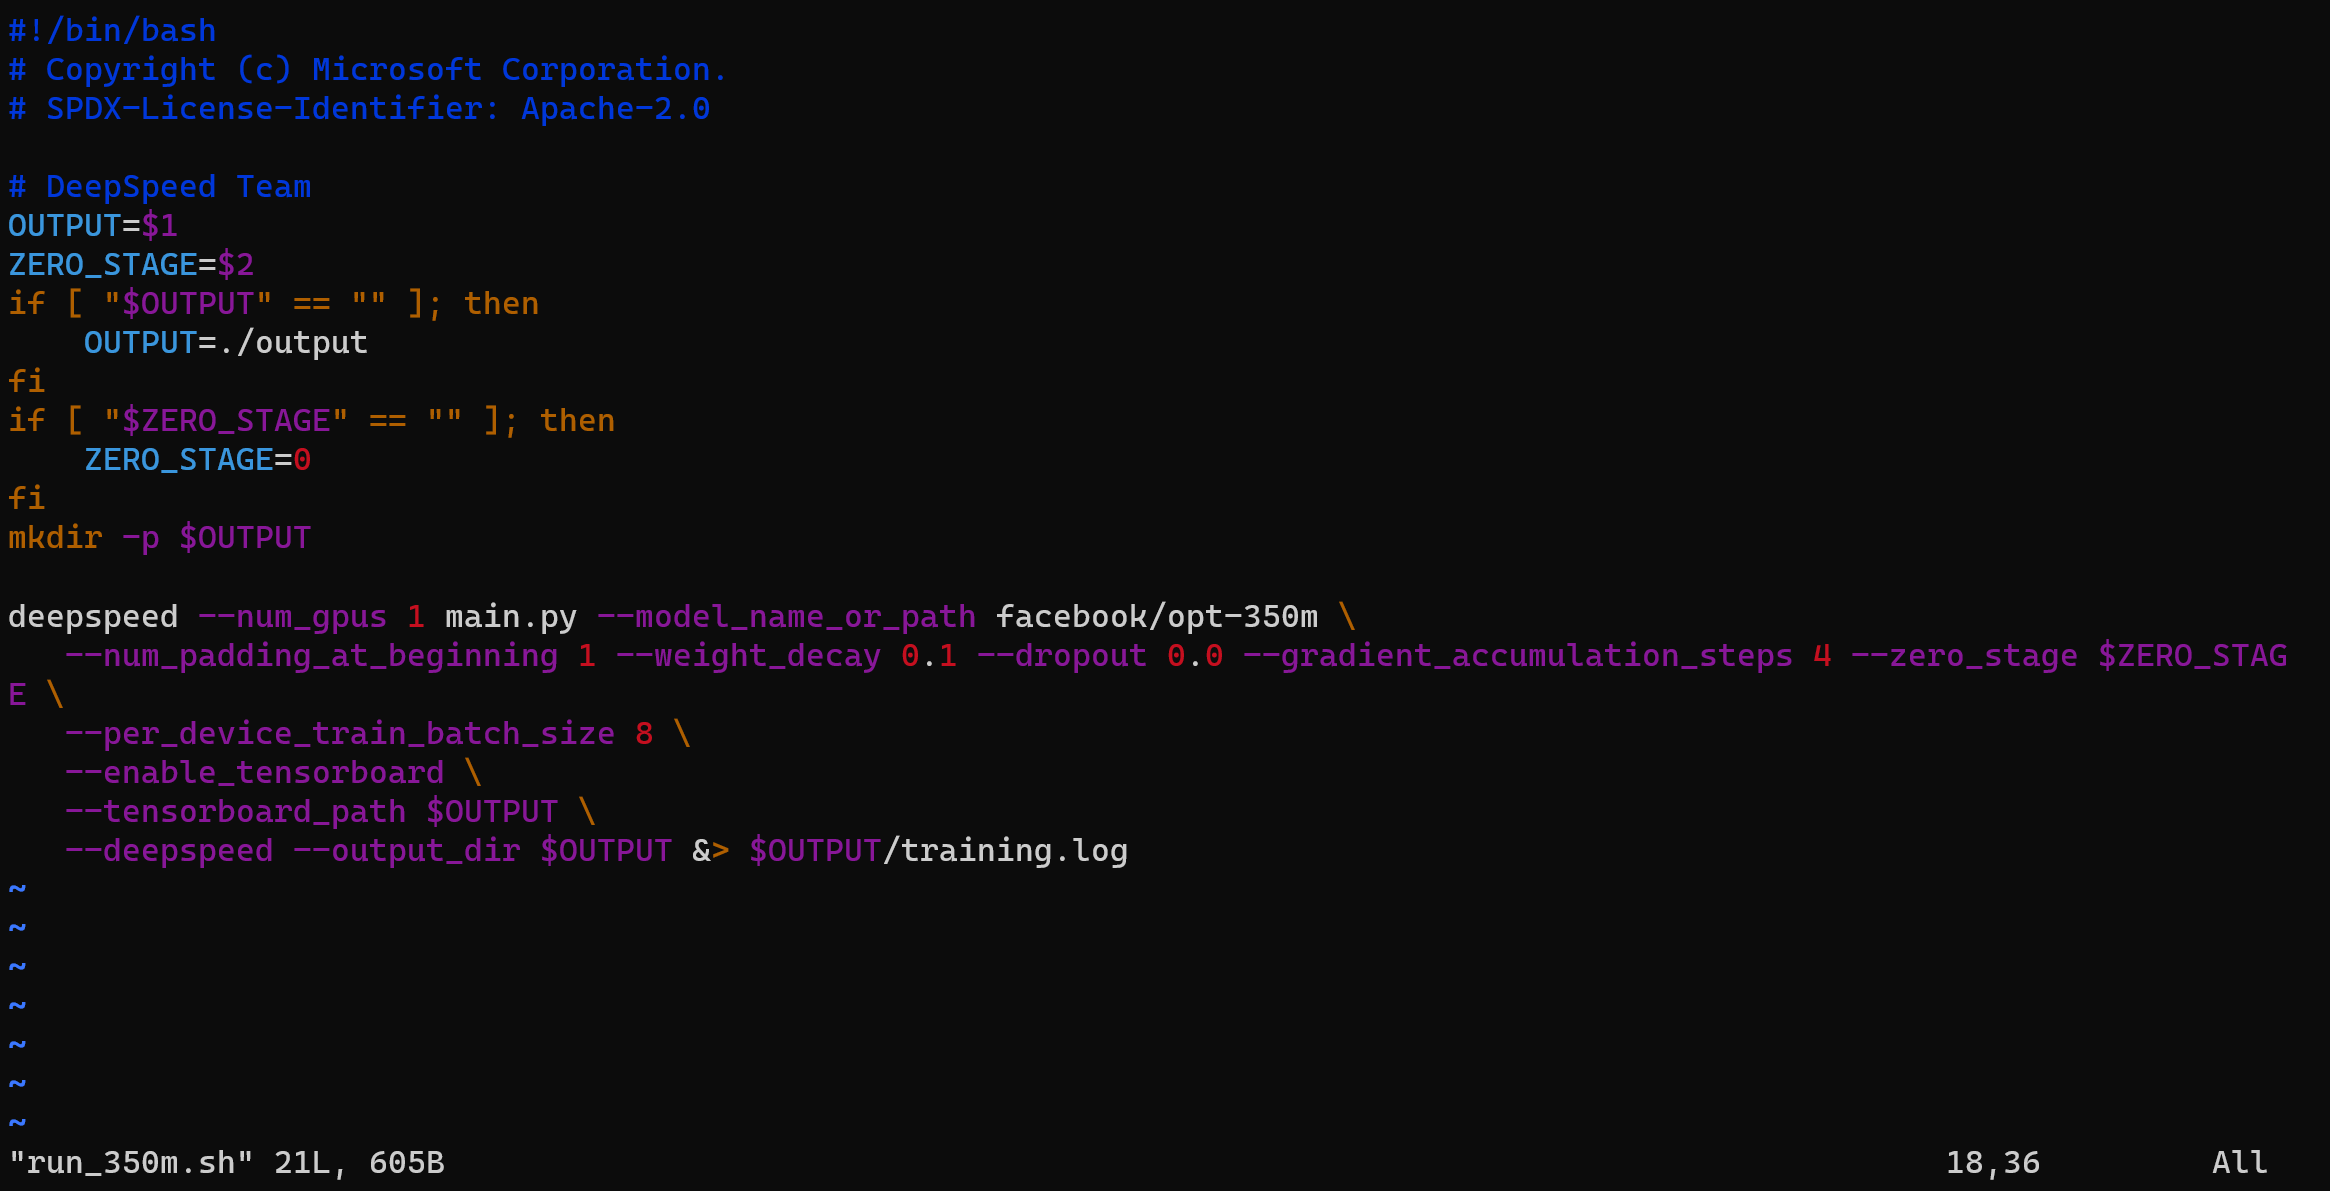 #!/bin/bash
# Copyright (c) Microsoft Corporation.
# SPDX-License-Identifier: Apache-2.0

# DeepSpeed Team
OUTPUT=$1
ZERO_STAGE=$2
if [ "$OUTPUT" == "" ]; then
    OUTPUT=./output
fi
if [ "$ZERO_STAGE" == "" ]; then
    ZERO_STAGE=0
fi
mkdir -p $OUTPUT

deepspeed --num_gpus 1 main.py --model_name_or_path facebook/opt-350m \
   --num_padding_at_beginning 1 --weight_decay 0.1 --dropout 0.0 --gradient_accumulation_steps 4 --zero_stage $ZERO_STAG
E \
   --per_device_train_batch_size 8 \
   --enable_tensorboard \
   --tensorboard_path $OUTPUT \
   --deepspeed --output_dir $OUTPUT &> $OUTPUT/training.log
~
~
~
~
~
~
~
"run_350m.sh" 21L, 605B 18,36 All